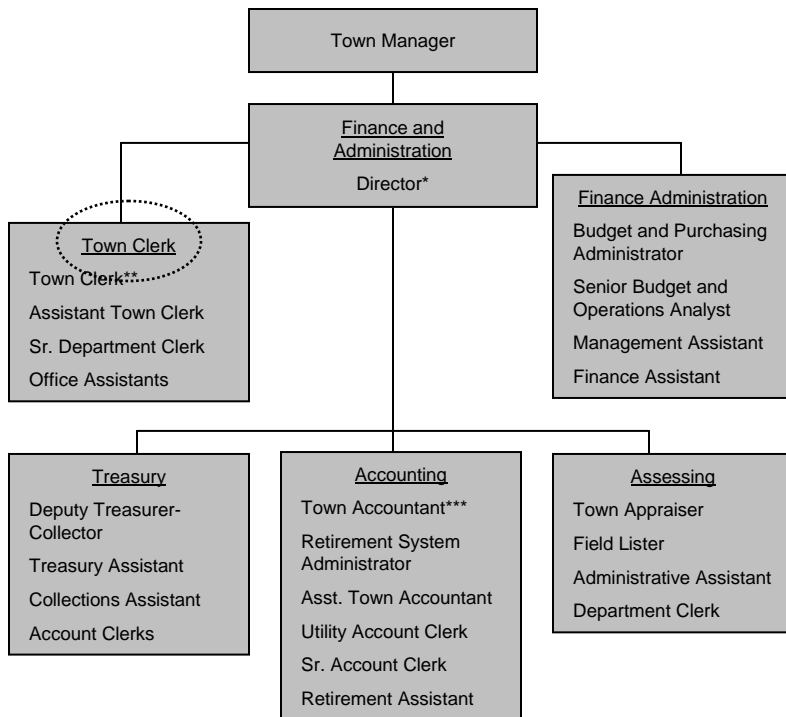 Town Manager
Finance and
Administration
Director*
Town Clerk
Town Clerk**
Assistant Town Clerk
Sr. Department Clerk
Office Assistants
Finance Administration
Budget and Purchasing
Administrator
Senior Budget and
Operations Analyst
Management Assistant
Finance Assistant
Treasury
Deputy Treasurer-
Collector
Treasury Assistant
Collections Assistant
Account Clerks
Accounting
Town Accountant***
Retirement System
Administrator
Asst. Town Accountant
Utility Account Clerk
Sr. Account Clerk
Retirement Assistant
Assessing
Town Appraiser
Field Lister
Administrative Assistant
Department Clerk